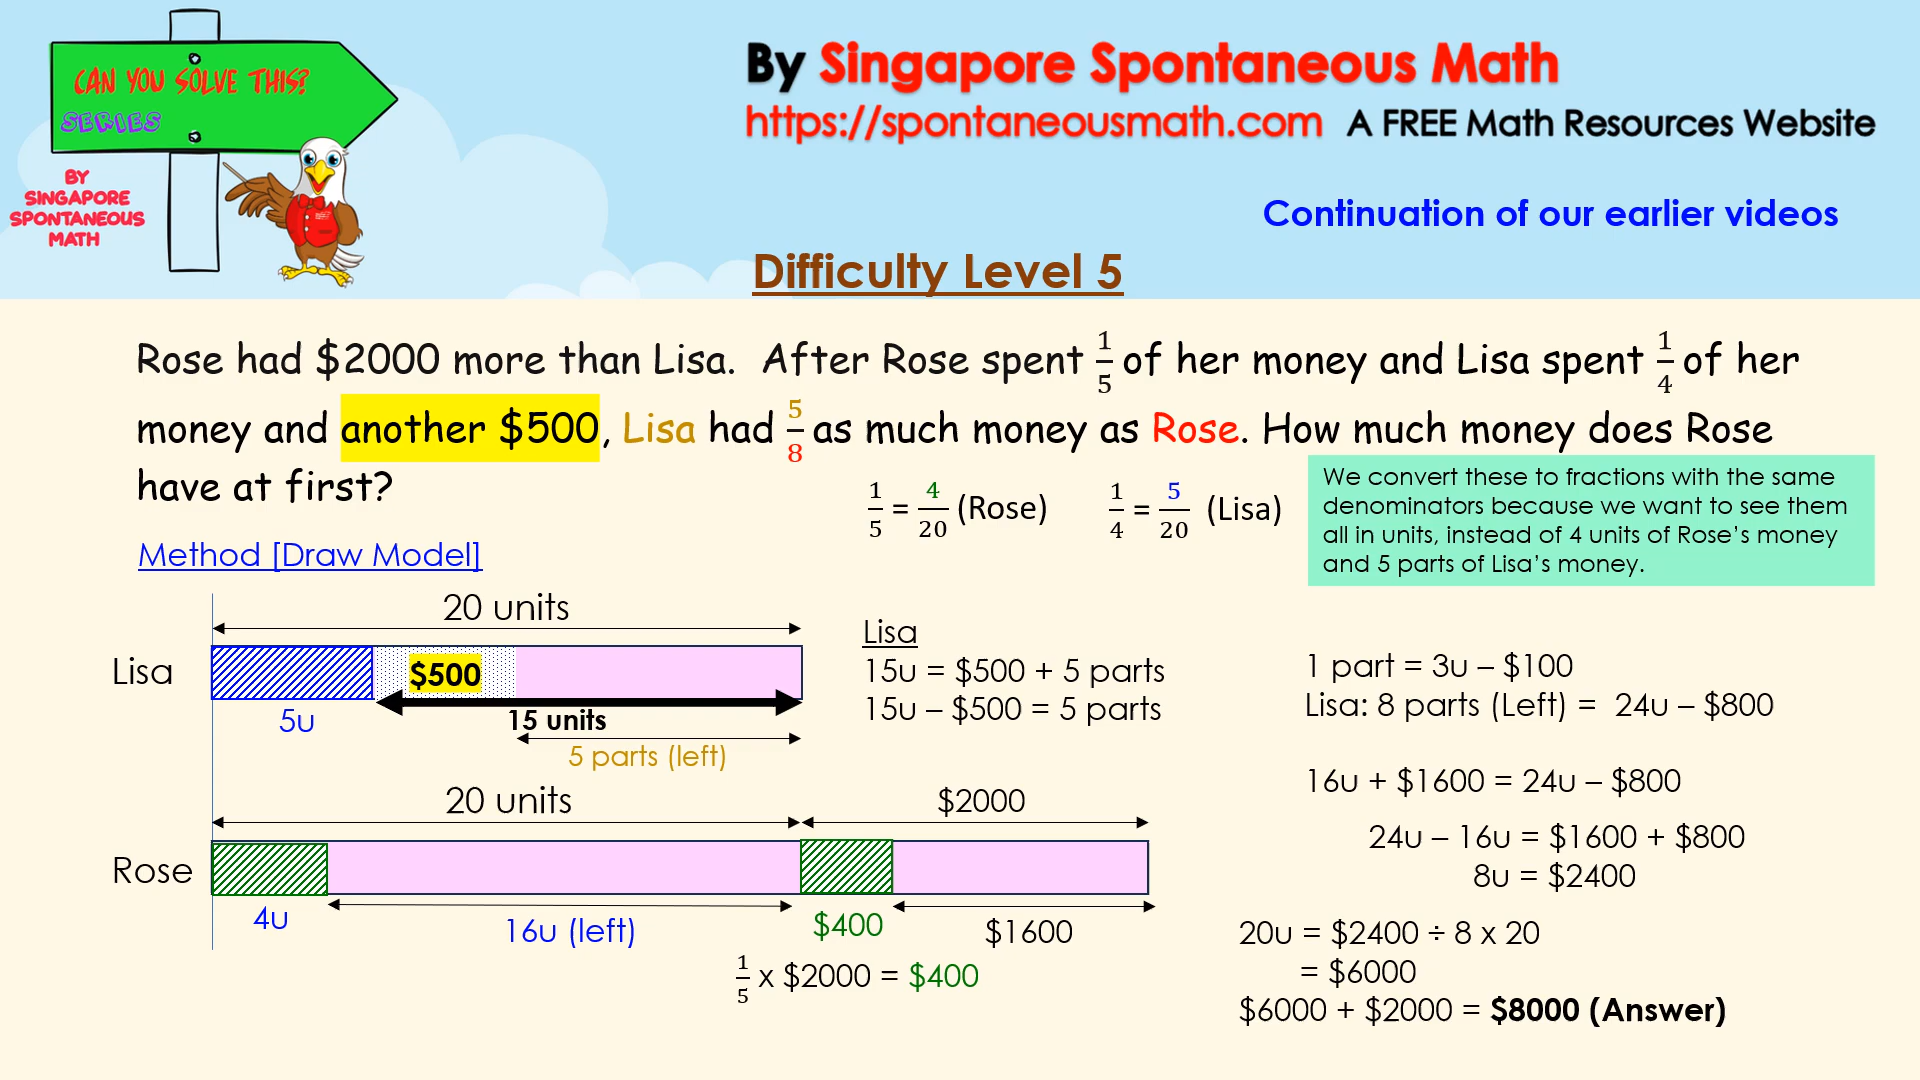 CAN YOU SOLVE THIS?
SERIES
BY
SINGAPORE
SPONTANEOUS
MATH
By Singapore Spontaneous Math
https://spontaneousmath.com A FREE Math Resources Website
Continuation of our earlier videos
Difficulty Level 5
Rose had $2000 more than Lisa. After Rose spent 1/5 of her money and Lisa spent 1/4 of her
money and another $500, Lisa had 5/8 as much money as Rose. How much money does Rose
have at first?
1/5 = 4/20 (Rose) 1/4 = 5/20 (Lisa)
We convert these to fractions with the same
denominators because we want to see them
all in units, instead of 4 units of Rose's money
and 5 parts of Lisa's money.
Method [Draw Model]
20 units
Lisa
$500
5u
15 units
5 parts (left)
20 units
$2000
Rose
4u
16u (left)
$400
$1600
1/5 x $2000 = $400
Lisa
15u = $500 + 5 parts
15u – $500 = 5 parts
1 part = 3u – $100
Lisa: 8 parts (Left) = 24u – $800
16u + $1600 = 24u – $800
24u – 16u = $1600 + $800
8u = $2400
20u = $2400 ÷ 8 x 20
= $6000
$6000 + $2000 = $8000 (Answer)